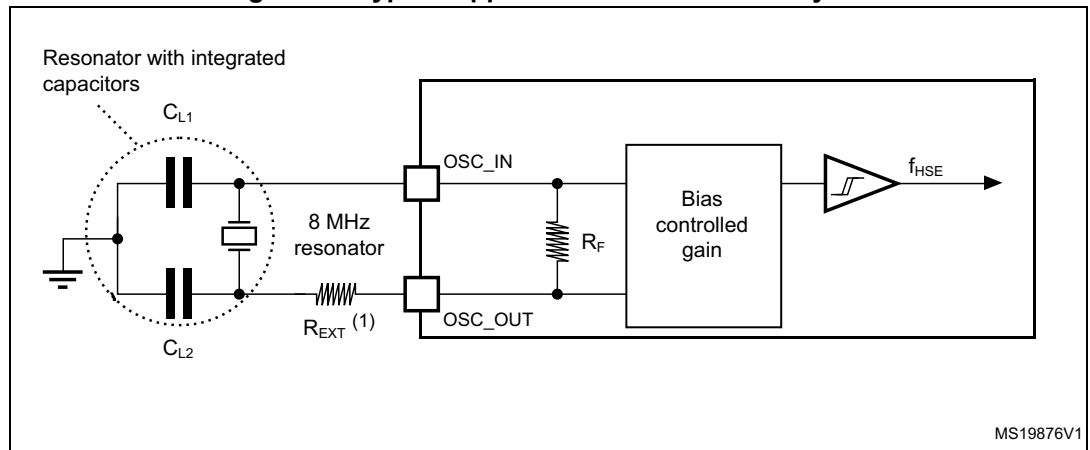 Resonator with integrated
capacitors
CL1
OSC_IN
fHSE
8 MHz
resonator
RF
Bias
controlled
gain
REXT (1)
OSC_OUT
CL2
MS19876V1